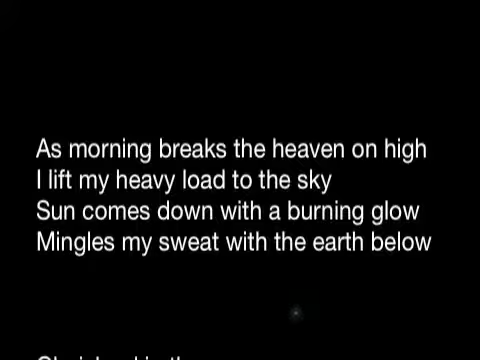 As morning breaks the heaven on high
I lift my heavy load to the sky
Sun comes down with a burning glow
Mingles my sweat with the earth below